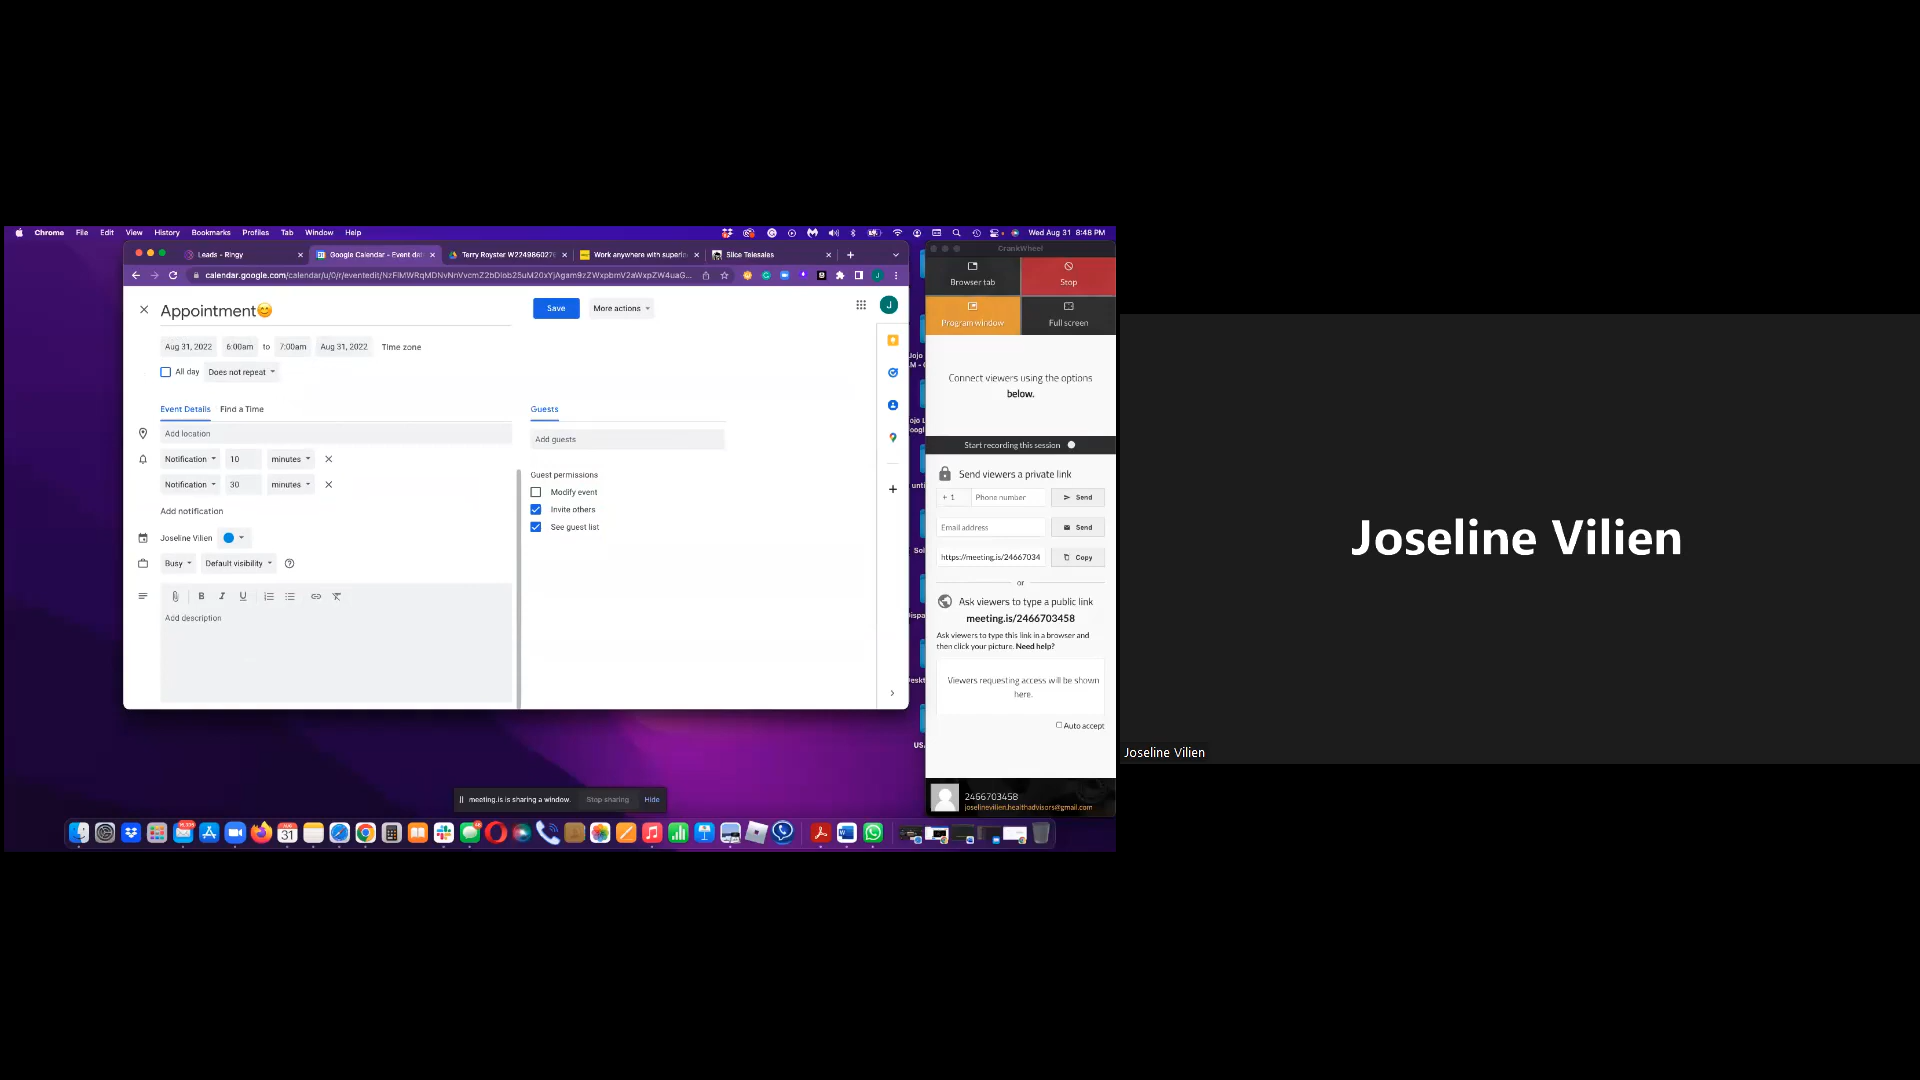 Chrome File Edit View History Bookmarks Profiles Tab Window Help
Wed Aug 31 8:48 PM
Leads - Ringy
Google Calendar - Event det
Terry Royster W224986027
Work anywhere with superio
Slice Telesales
Appointment😊
Save
More actions
J
Aug 31, 2022 6:00am to 7:00am Aug 31, 2022 Time zone
All day Does not repeat
Event Details Find a Time
Guests
Add location
Add guests
Notification 10 minutes
Notification 30 minutes
Add notification
Guest permissions
Modify event
Invite others
See guest list
Joseline Vilien
Busy Default visibility
B I U
Add description
CrankWheel
Browser tab
Stop
Program window
Full screen
Connect viewers using the options
below.
Start recording this session
Send viewers a private link
+ 1 Phone number Send
Email address Send
https://meeting.is/24667034 Copy
or
Ask viewers to type a public link
meeting.is/2466703458
Ask viewers to type this link in a browser and
then click your picture. Need help?
Viewers requesting access will be shown
here.
Auto accept
2466703458
joselinevilien.healthadvisors@gmail.com
meeting.is is sharing a window. Stop sharing Hide
Joseline Vilien
Joseline Vilien